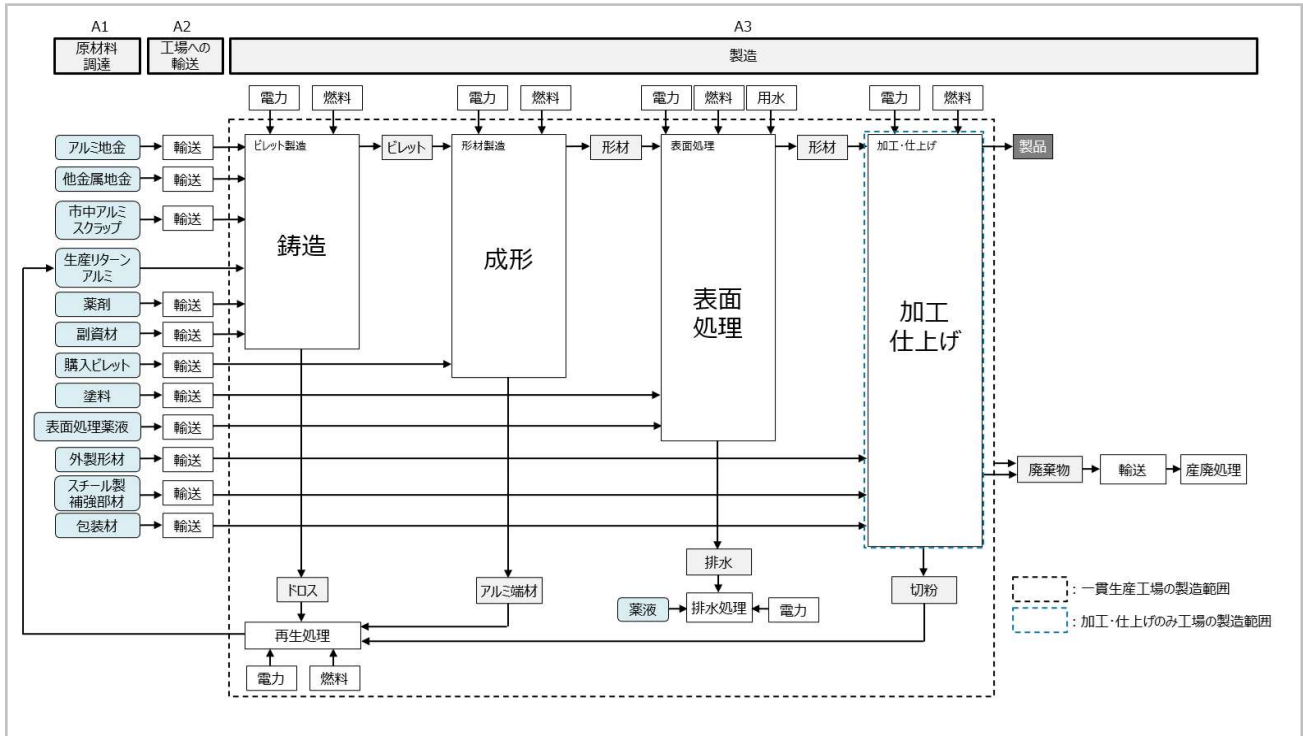 A1
A2
A3
原材料
調達
工場への
輸送
製造
電力
燃料
電力
燃料
電力
燃料
用水
電力
燃料
アルミ地金
輸送
ビレット製造
ビレット
形材製造
形材
表面処理
形材
加工・仕上げ
製品
他金属地金
輸送
市中アルミ
スクラップ
輸送
鋳造
成形
表面
処理
加工
仕上げ
生産リターン
アルミ
薬剤
輸送
副資材
輸送
購入ビレット
輸送
塗料
輸送
表面処理薬液
輸送
外製形材
輸送
スチール製
補強部材
輸送
包装材
輸送
廃棄物
輸送
産廃処理
ドロス
アルミ端材
排水
切粉
再生処理
薬液
排水処理
電力
電力
燃料
：一貫生産工場の製造範囲
：加工・仕上げのみ工場の製造範囲